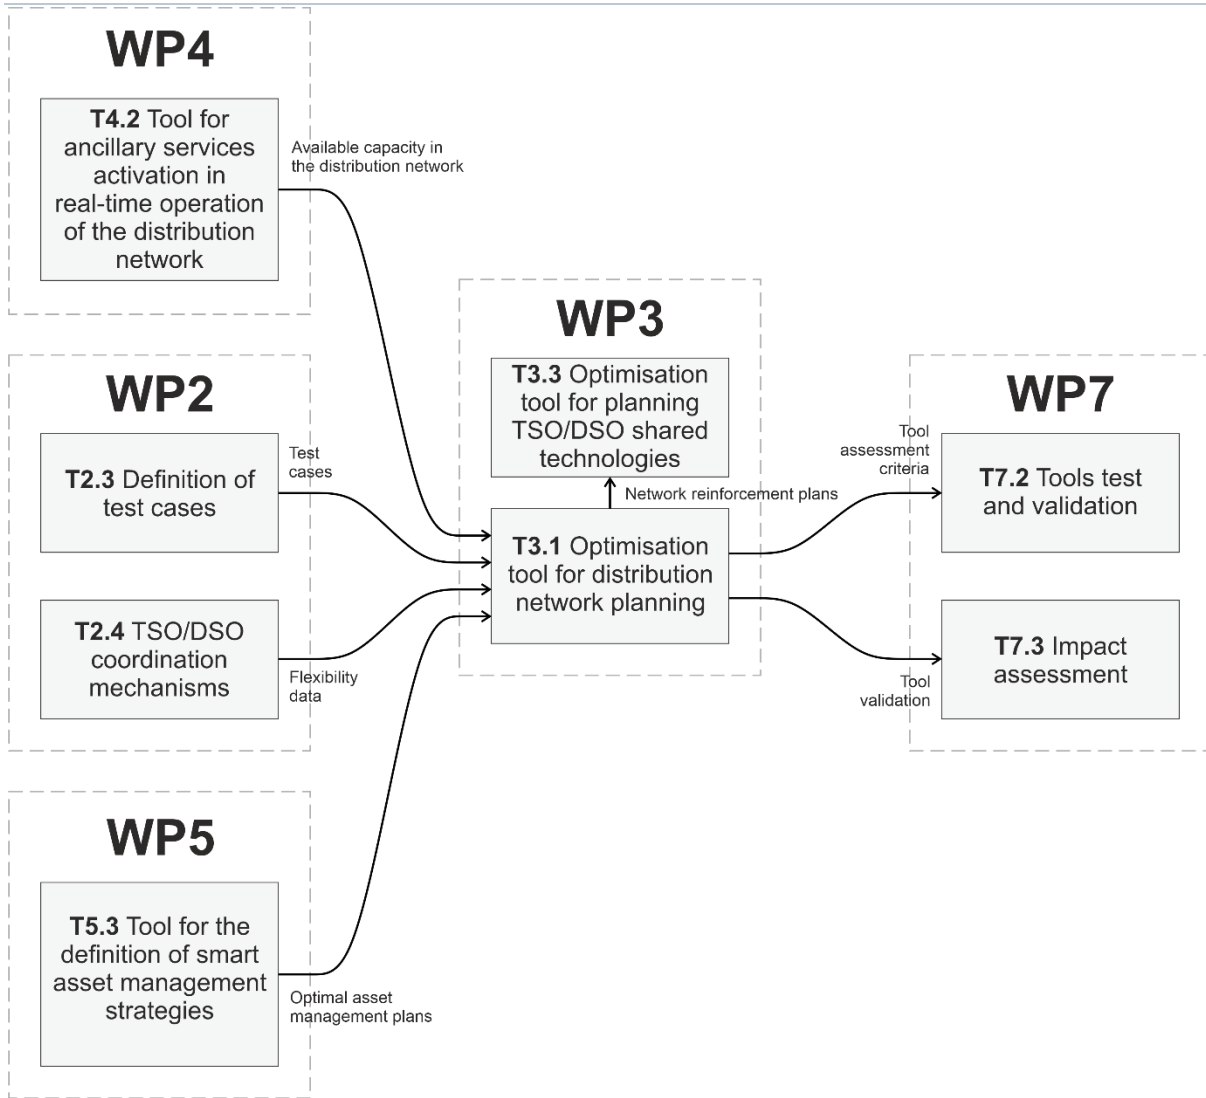 WP4
T4.2 Tool for
ancillary services
activation in
real-time operation
of the distribution
network
Available capacity in
the distribution network
WP2
T2.3 Definition of
test cases
Test
cases
T2.4 TSO/DSO
coordination
mechanisms
Flexibility
data
WP5
T5.3 Tool for the
definition of smart
asset management
strategies
Optimal asset
management plans
WP3
T3.3 Optimisation
tool for planning
TSO/DSO shared
technologies
Network reinforcement plans
T3.1 Optimisation
tool for distribution
network planning
WP7
Tool
assessment
criteria
T7.2 Tools test
and validation
Tool
validation
T7.3 Impact
assessment